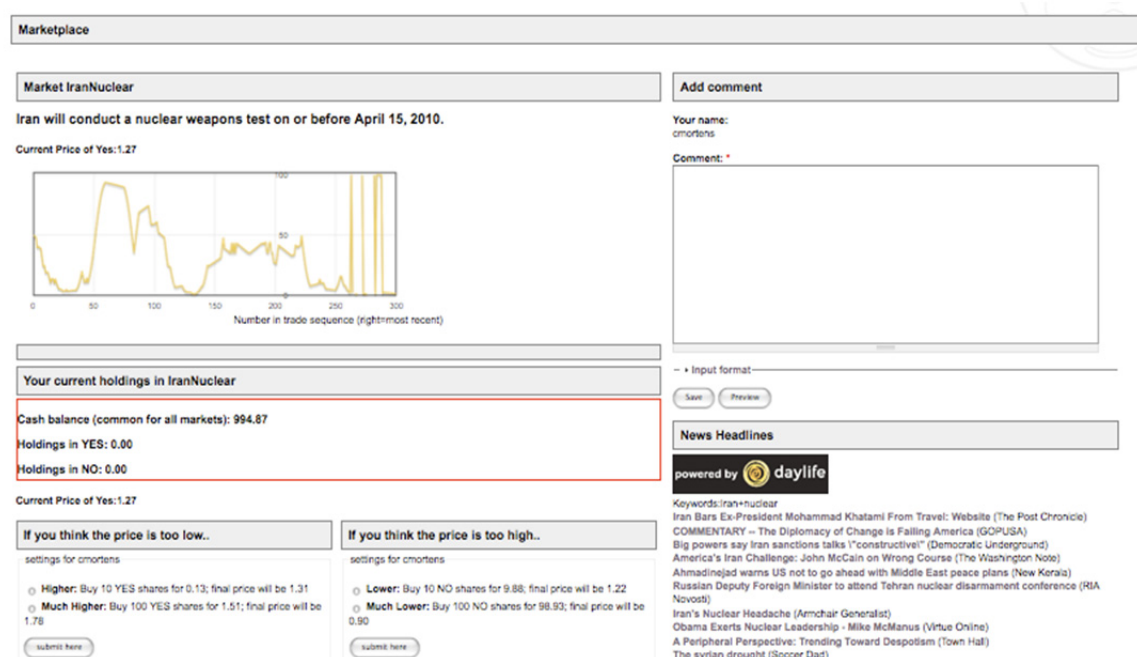 Marketplace
Market IranNuclear
Iran will conduct a nuclear weapons test on or before April 15, 2010.
Current Price of Yes:1.27
100
50
0
0 50 100 150 200 250 300
Number in trade sequence (right=most recent)
Your current holdings in IranNuclear
Cash balance (common for all markets): 994.87
Holdings in YES: 0.00
Holdings in NO: 0.00
Current Price of Yes:1.27
If you think the price is too low..
settings for cmortens
Higher: Buy 10 YES shares for 0.13; final price will be 1.31
Much Higher: Buy 100 YES shares for 1.51; final price will be
1.78
submit here
If you think the price is too high..
settings for cmortens
Lower: Buy 10 NO shares for 9.88; final price will be 1.22
Much Lower: Buy 100 NO shares for 98.93; final price will be
0.90
submit here
Add comment
Your name:
cmortens
Comment: *
Input format
Save Preview
News Headlines
powered by daylife
Keywords:Iran+nuclear
Iran Bars Ex-President Mohammad Khatami From Travel: Website (The Post Chronicle)
COMMENTARY -- The Diplomacy of Change is Failing America (GOPUSA)
Big powers say Iran sanctions talks \"constructive\" (Democratic Underground)
America's Iran Challenge: John McCain on Wrong Course (The Washington Note)
Ahmadinejad warns US not to go ahead with Middle East peace plans (New Kerala)
Russian Deputy Foreign Minister to attend Tehran nuclear disarmament conference (RIA
Novosti)
Iran's Nuclear Headache (Armchair Generalist)
Obama Exerts Nuclear Leadership - Mike McManus (Virtue Online)
A Peripheral Perspective: Trending Toward Despotism (Town Hall)
The syrian drought (Soccer Dad)